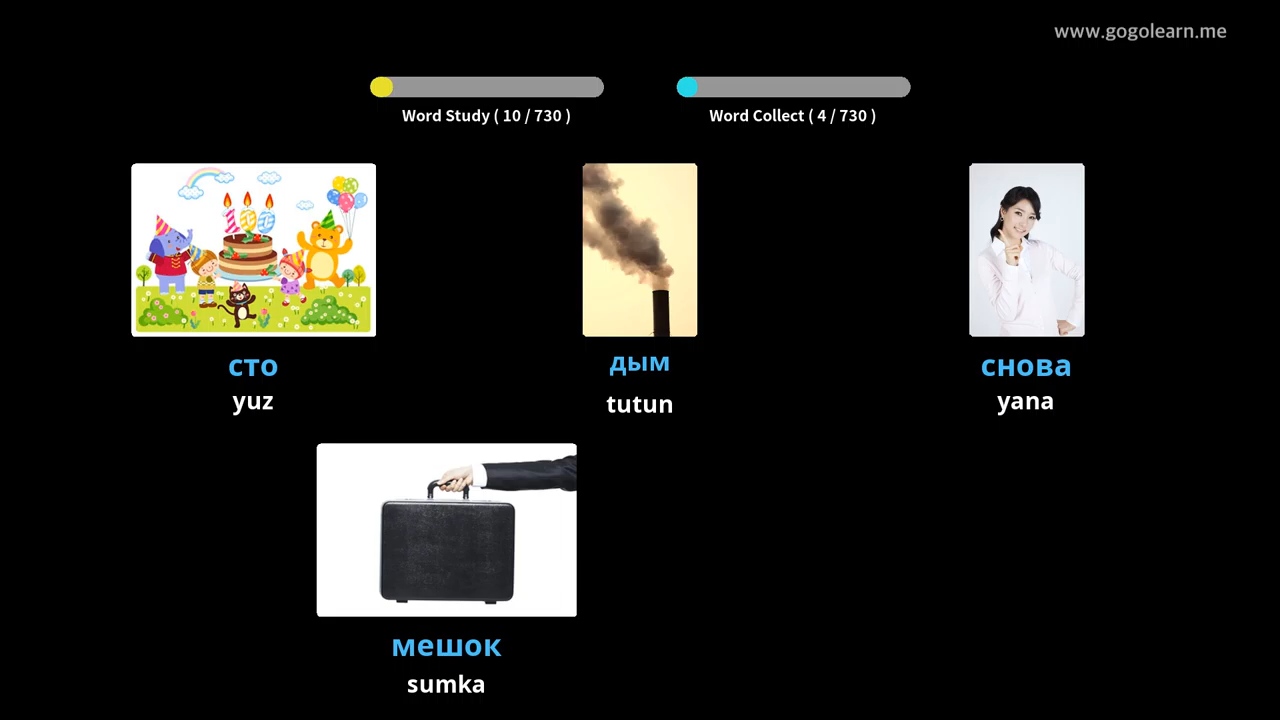 www.gogolearn.me
Word Study ( 10 / 730 )
Word Collect ( 4 / 730 )
100
сто
yuz
дым
tutun
снова
yana
мешок
sumka